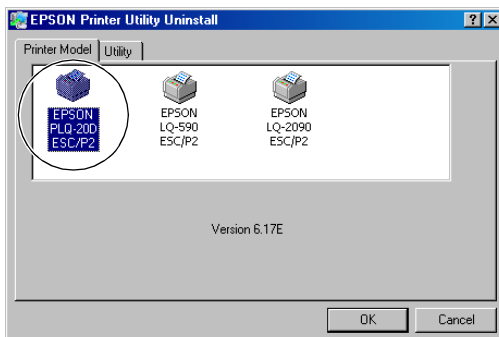 EPSON Printer Utility Uninstall
Printer Model Utility
EPSON PLQ-20D ESC/P2
EPSON LQ-590 ESC/P2
EPSON LQ-2090 ESC/P2
Version 6.17E
OK Cancel